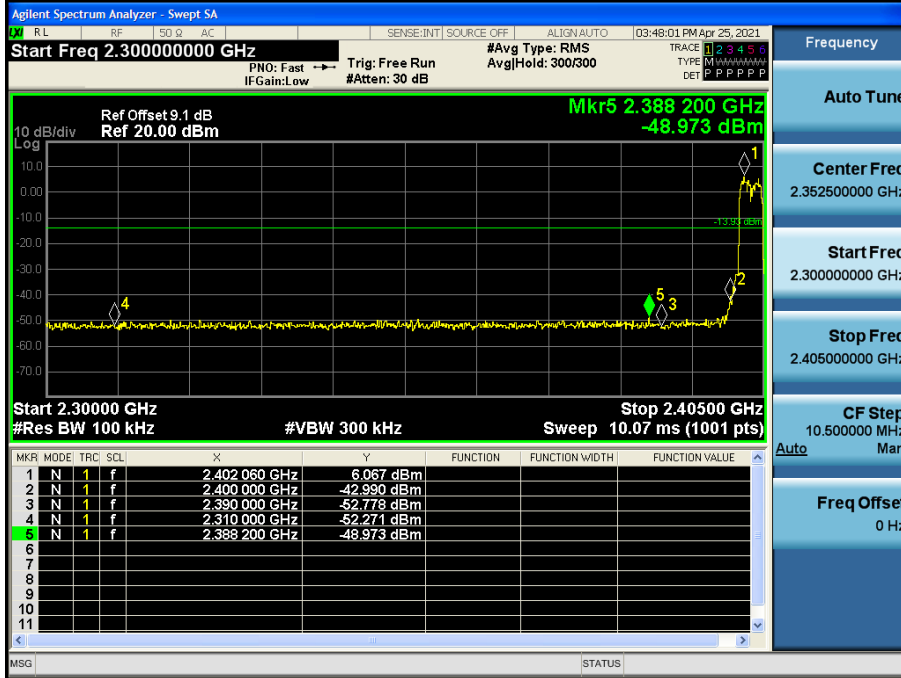 Agilent Spectrum Analyzer - Swept SA
LXI RL RF 50 Ω AC SENSE:INT SOURCE OFF ALIGN AUTO 03:48:01 PM Apr 25, 2021
Start Freq 2.300000000 GHz
PNO: Fast
IFGain:Low
Trig: Free Run
#Atten: 30 dB
#Avg Type: RMS
Avg|Hold: 300/300
TRACE 1 2 3 4 5 6
TYPE M WWWWW
DET P P P P P P
Mkr5 2.388 200 GHz
-48.973 dBm
Ref Offset 9.1 dB
10 dB/div Ref 20.00 dBm
Log
10.0
0.00
-10.0
-20.0
-30.0
-40.0
-50.0
-60.0
-70.0
1
-13.93 dBm
2
4
5
3
Start 2.30000 GHz Stop 2.40500 GHz
#Res BW 100 kHz #VBW 300 kHz Sweep 10.07 ms (1001 pts)
MKR MODE TRC SCL X Y FUNCTION FUNCTION WIDTH FUNCTION VALUE
1 N 1 f 2.402 060 GHz 6.067 dBm
2 N 1 f 2.400 000 GHz -42.990 dBm
3 N 1 f 2.390 000 GHz -52.778 dBm
4 N 1 f 2.310 000 GHz -52.271 dBm
5 N 1 f 2.388 200 GHz -48.973 dBm
6
7
8
9
10
11
MSG STATUS
Frequency
Auto Tune
Center Freq
2.352500000 GHz
Start Freq
2.300000000 GHz
Stop Freq
2.405000000 GHz
CF Step
10.500000 MHz
Auto Man
Freq Offset
0 Hz